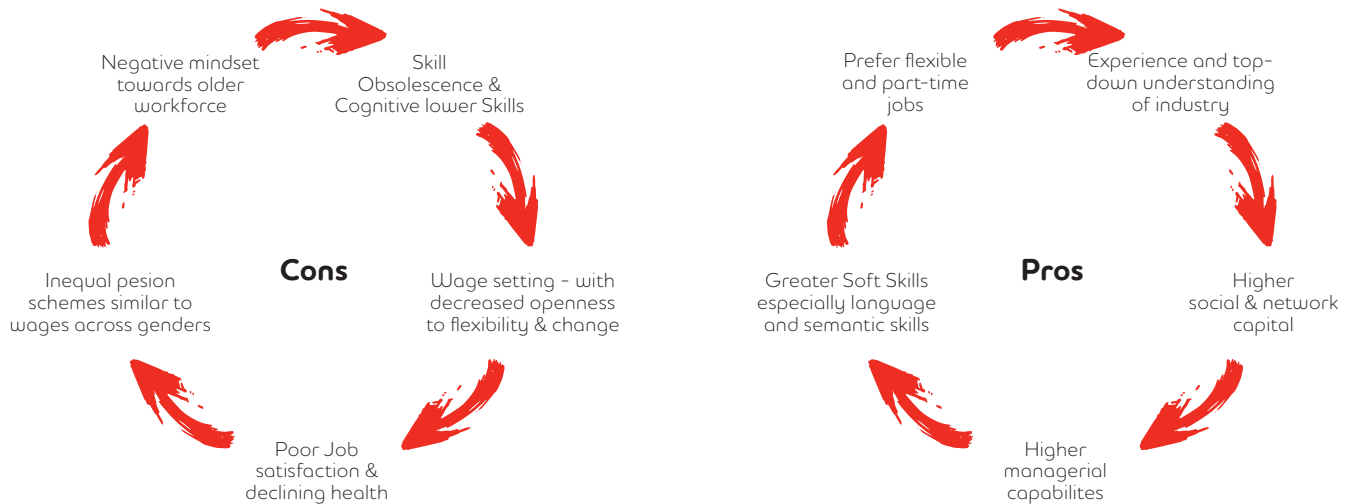 Negative mindset
towards older
workforce
Skill
Obsolescence &
Cognitive lower Skills
Wage setting - with
decreased openness
to flexibility & change
Poor Job
satisfaction &
declining health
Inequal pesion
schemes similar to
wages across genders
Cons
Prefer flexible
and part-time
jobs
Experience and top-
down understanding
of industry
Higher
social & network
capital
Higher
managerial
capabilites
Greater Soft Skills
especially language
and semantic skills
Pros